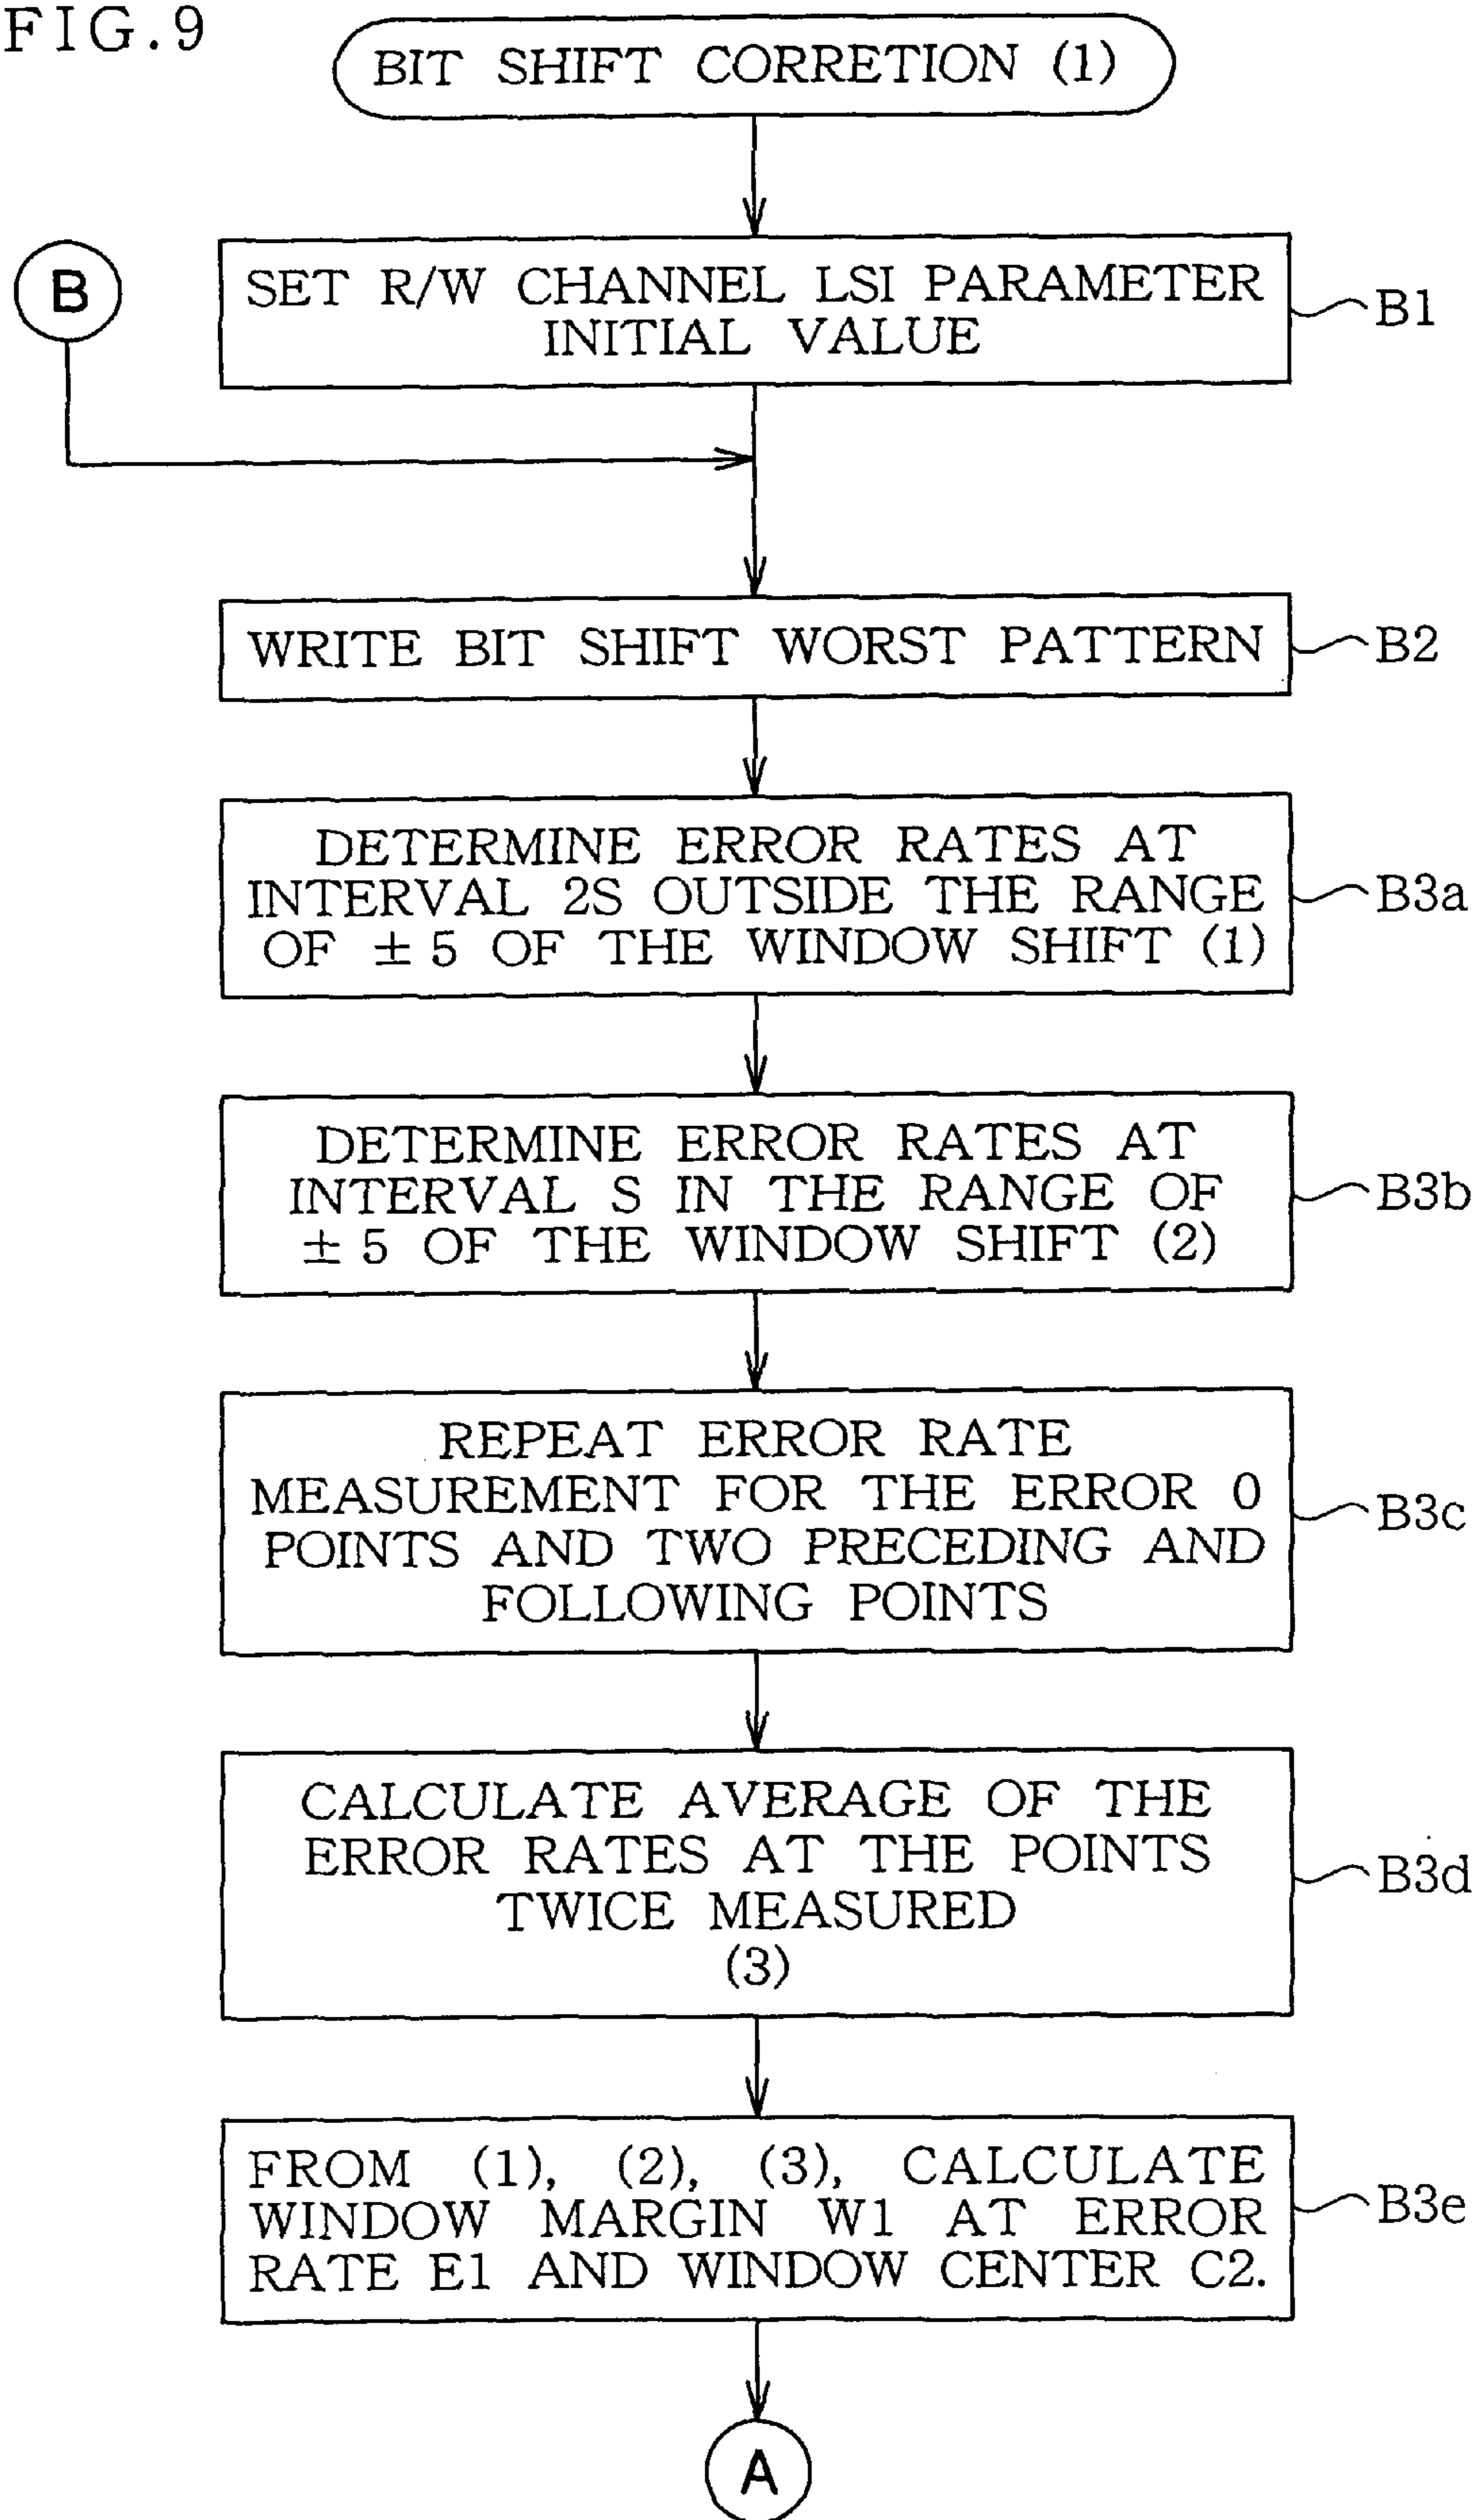 FIG.9
BIT SHIFT CORRETION (1)
B
SET R/W CHANNEL LSI PARAMETER
INITIAL VALUE
B1
WRITE BIT SHIFT WORST PATTERN
B2
DETERMINE ERROR RATES AT
INTERVAL 2S OUTSIDE THE RANGE
OF ±5 OF THE WINDOW SHIFT (1)
B3a
DETERMINE ERROR RATES AT
INTERVAL S IN THE RANGE OF
±5 OF THE WINDOW SHIFT (2)
B3b
REPEAT ERROR RATE
MEASUREMENT FOR THE ERROR 0
POINTS AND TWO PRECEDING AND
FOLLOWING POINTS
B3c
CALCULATE AVERAGE OF THE
ERROR RATES AT THE POINTS
TWICE MEASURED
(3)
B3d
FROM (1), (2), (3), CALCULATE
WINDOW MARGIN W1 AT ERROR
RATE E1 AND WINDOW CENTER C2.
B3e
A